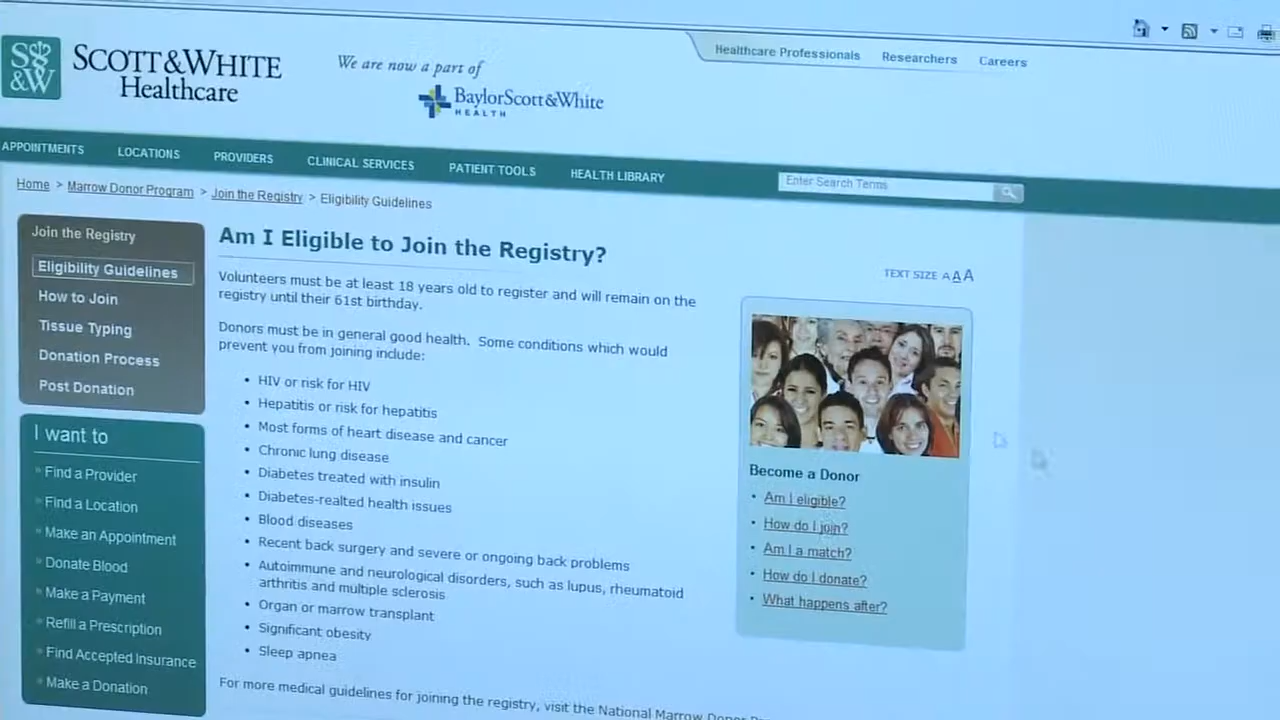 S&W
SCOTT&WHITE
Healthcare
We are now a part of
BaylorScott&White
HEALTH
Healthcare Professionals
Researchers
Careers
APPOINTMENTS
LOCATIONS
PROVIDERS
CLINICAL SERVICES
PATIENT TOOLS
HEALTH LIBRARY
Enter Search Terms
Home > Marrow Donor Program > Join the Registry > Eligibility Guidelines
Join the Registry
Eligibility Guidelines
How to Join
Tissue Typing
Donation Process
Post Donation
I want to
» Find a Provider
» Find a Location
» Make an Appointment
» Donate Blood
» Make a Payment
» Refill a Prescription
» Find Accepted Insurance
» Make a Donation
Am I Eligible to Join the Registry?
TEXT SIZE A A A
Volunteers must be at least 18 years old to register and will remain on the
registry until their 61st birthday.
Donors must be in general good health. Some conditions which would
prevent you from joining include:
• HIV or risk for HIV
• Hepatitis or risk for hepatitis
• Most forms of heart disease and cancer
• Chronic lung disease
• Diabetes treated with insulin
• Diabetes-realted health issues
• Blood diseases
• Recent back surgery and severe or ongoing back problems
• Autoimmune and neurological disorders, such as lupus, rheumatoid
arthritis and multiple sclerosis
• Organ or marrow transplant
• Significant obesity
• Sleep apnea
For more medical guidelines for joining the registry, visit the National Marrow Donor
Become a Donor
• Am I eligible?
• How do I join?
• Am I a match?
• How do I donate?
• What happens after?